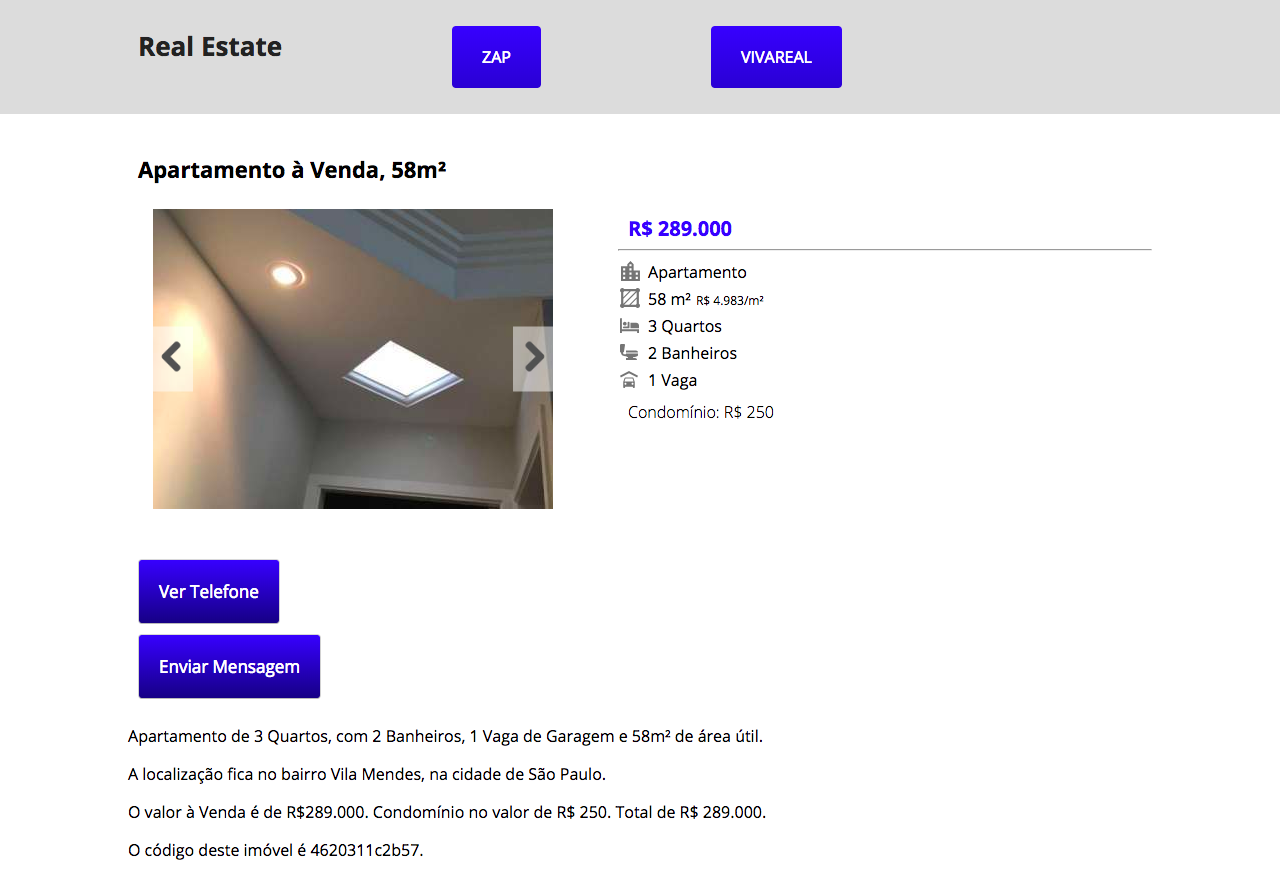 Real Estate
ZAP
VIVAREAL
Apartamento à Venda, 58m²
R$ 289.000
Apartamento
58 m² R$ 4.983/m²
3 Quartos
2 Banheiros
1 Vaga
Condomínio: R$ 250
Ver Telefone
Enviar Mensagem
Apartamento de 3 Quartos, com 2 Banheiros, 1 Vaga de Garagem e 58m² de área útil.
A localização fica no bairro Vila Mendes, na cidade de São Paulo.
O valor à Venda é de R$289.000. Condomínio no valor de R$ 250. Total de R$ 289.000.
O código deste imóvel é 4620311c2b57.